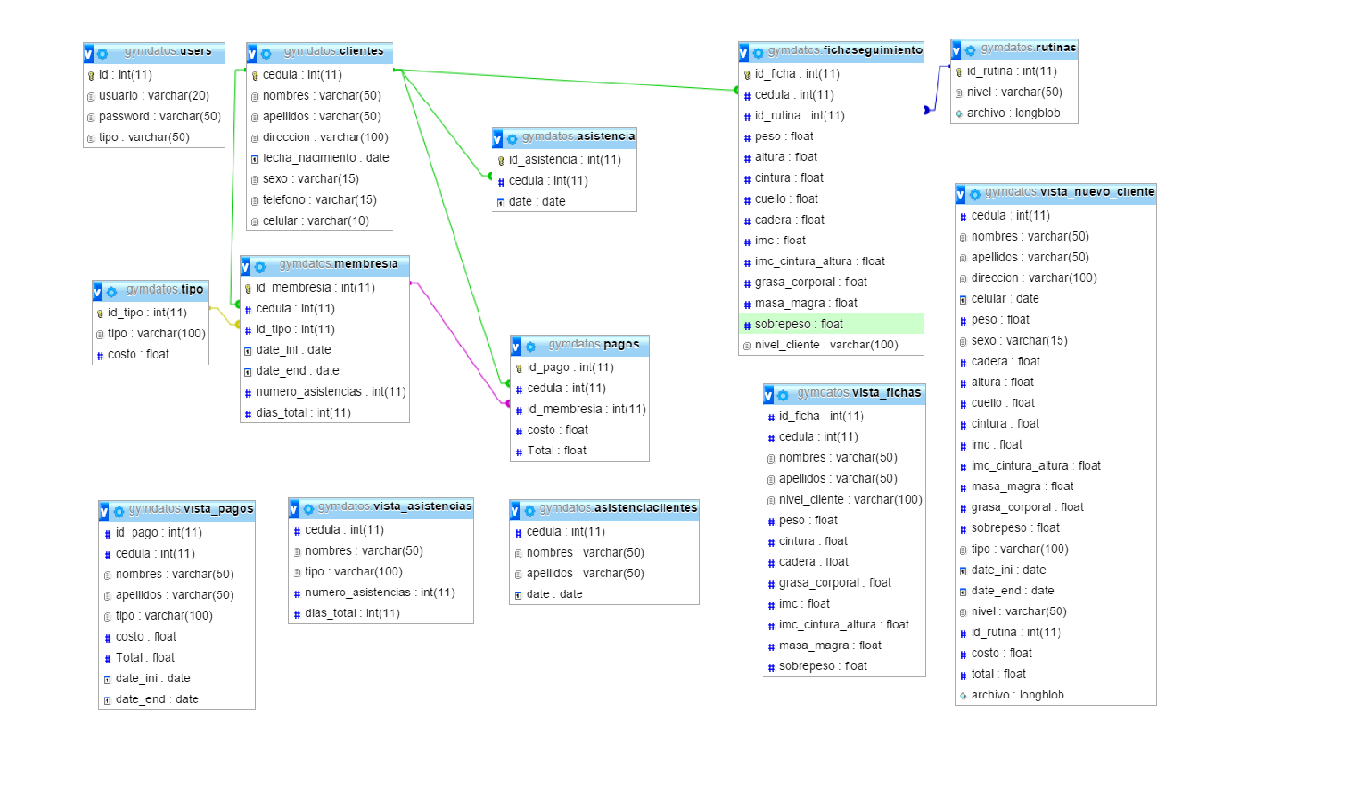 gymdatos.users
id : int(11)
usuario : varchar(20)
password : varchar(50)
tipo : varchar(50)
gymdatos.clientes
cedula : int(11)
nombres : varchar(50)
apellidos : varchar(50)
direccion : varchar(100)
fecha_nacimiento : date
sexo : varchar(15)
telefono : varchar(15)
celular : varchar(10)
gymdatos.asistencia
id_asistencia : int(11)
cedula : int(11)
date : date
gymdatos.fichaseguimiento
id_ficha : int(11)
cedula : int(11)
id_rutina : int(11)
peso : float
altura : float
cintura : float
cuello : float
cadera : float
imc : float
imc_cintura_altura : float
grasa_corporal : float
masa_magra : float
sobrepeso : float
nivel_cliente : varchar(100)
gymdatos.rutinas
id_rutina : int(11)
nivel : varchar(50)
archivo : longblob
gymdatos.tipo
id_tipo : int(11)
tipo : varchar(100)
costo : float
gymdatos.membresia
id_membresia : int(11)
cedula : int(11)
id_tipo : int(11)
date_ini : date
date_end : date
numero_asistencias : int(11)
dias_total : int(11)
gymdatos.pagos
id_pago : int(11)
cedula : int(11)
id_membresia : int(11)
costo : float
Total : float
gymdatos.vista_nuevo_cliente
cedula : int(11)
nombres : varchar(50)
apellidos : varchar(50)
direccion : varchar(100)
celular : date
peso : float
sexo : varchar(15)
cadera : float
altura : float
cuello : float
cintura : float
imc : float
imc_cintura_altura : float
masa_magra : float
grasa_corporal : float
sobrepeso : float
tipo : varchar(100)
date_ini : date
date_end : date
nivel : varchar(50)
id_rutina : int(11)
costo : float
total : float
archivo : longblob
gymdatos.vista_fichas
id_ficha : int(11)
cedula : int(11)
nombres : varchar(50)
apellidos : varchar(50)
nivel_cliente : varchar(100)
peso : float
cintura : float
cadera : float
grasa_corporal : float
imc : float
imc_cintura_altura : float
masa_magra : float
sobrepeso : float
gymdatos.vista_pagos
id_pago : int(11)
cedula : int(11)
nombres : varchar(50)
apellidos : varchar(50)
tipo : varchar(100)
costo : float
Total : float
date_ini : date
date_end : date
gymdatos.vista_asistencias
cedula : int(11)
nombres : varchar(50)
tipo : varchar(100)
numero_asistencias : int(11)
dias_total : int(11)
gymdatos.asistenciaclientes
cedula : int(11)
nombres : varchar(50)
apellidos : varchar(50)
date : date